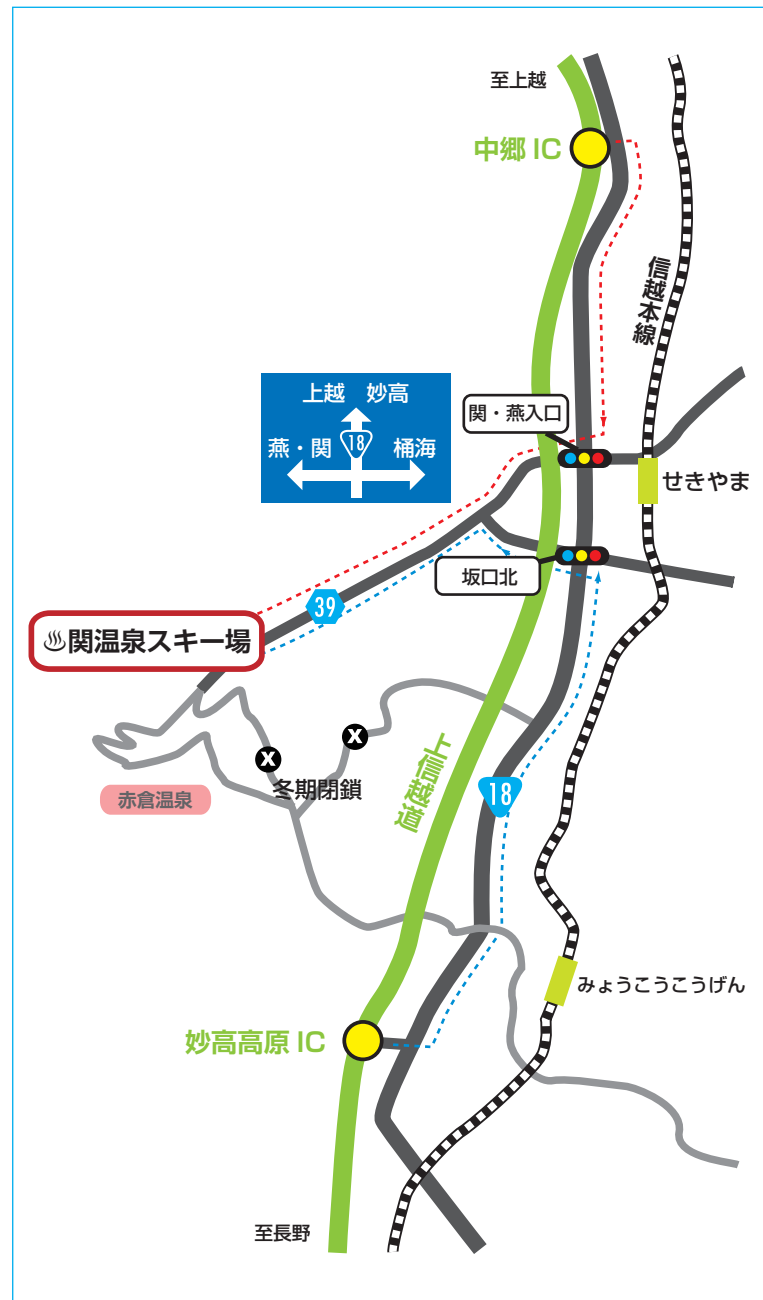 至上越
中郷 IC
信越本線
上越 妙高
燕・関 18 桶海
関・燕入口
せきやま
坂口北
39
♨関温泉スキー場
X
X
冬期閉鎖
赤倉温泉
上信越道
18
みょうこうこうげん
妙高高原 IC
至長野